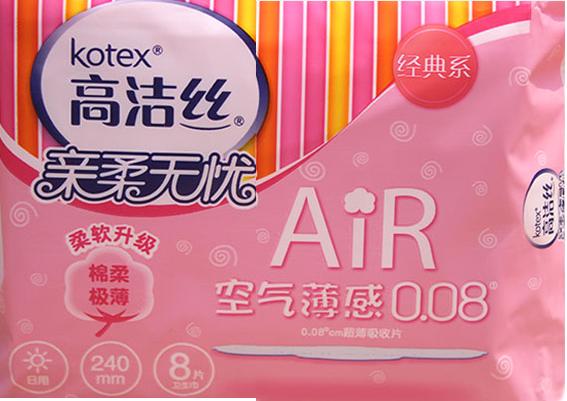 kotex®
高洁丝®
亲柔无忧
经典系
AiR
空气薄感0.08
0.08cm超薄吸收片
柔软升级
棉柔
极薄
日用
240
mm
8片
卫生巾
kotex
高洁丝